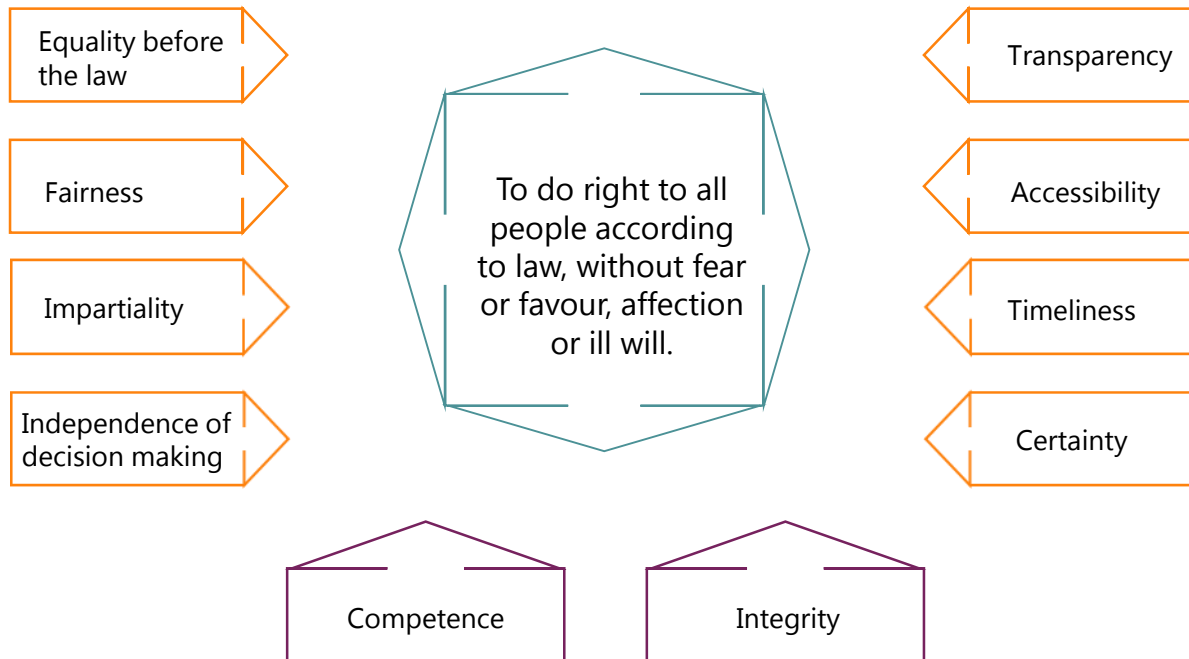 Equality before
the law
Fairness
Impartiality
Independence of
decision making
To do right to all
people according
to law, without fear
or favour, affection
or ill will.
Transparency
Accessibility
Timeliness
Certainty
Competence
Integrity